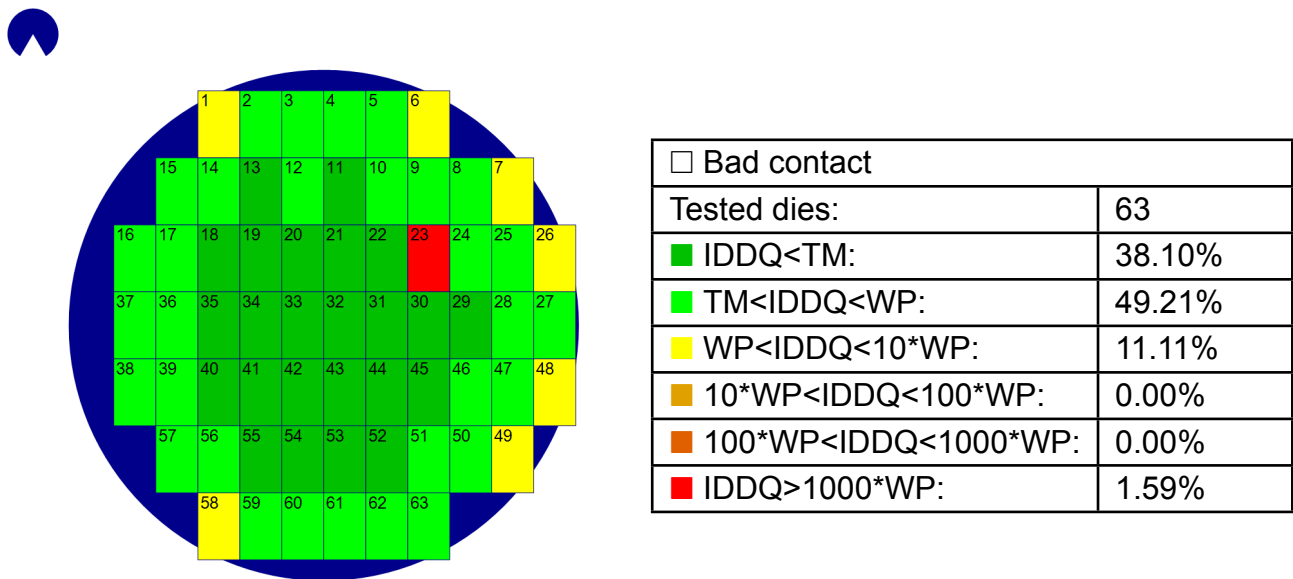 1 2 3 4 5 6
15 14 13 12 11 10 9 8 7
16 17 18 19 20 21 22 23 24 25 26
37 36 35 34 33 32 31 30 29 28 27
38 39 40 41 42 43 44 45 46 47 48
57 56 55 54 53 52 51 50 49
58 59 60 61 62 63
□ Bad contact
Tested dies: 63
IDDQ<TM: 38.10%
TM<IDDQ<WP: 49.21%
WP<IDDQ<10*WP: 11.11%
10*WP<IDDQ<100*WP: 0.00%
100*WP<IDDQ<1000*WP: 0.00%
IDDQ>1000*WP: 1.59%